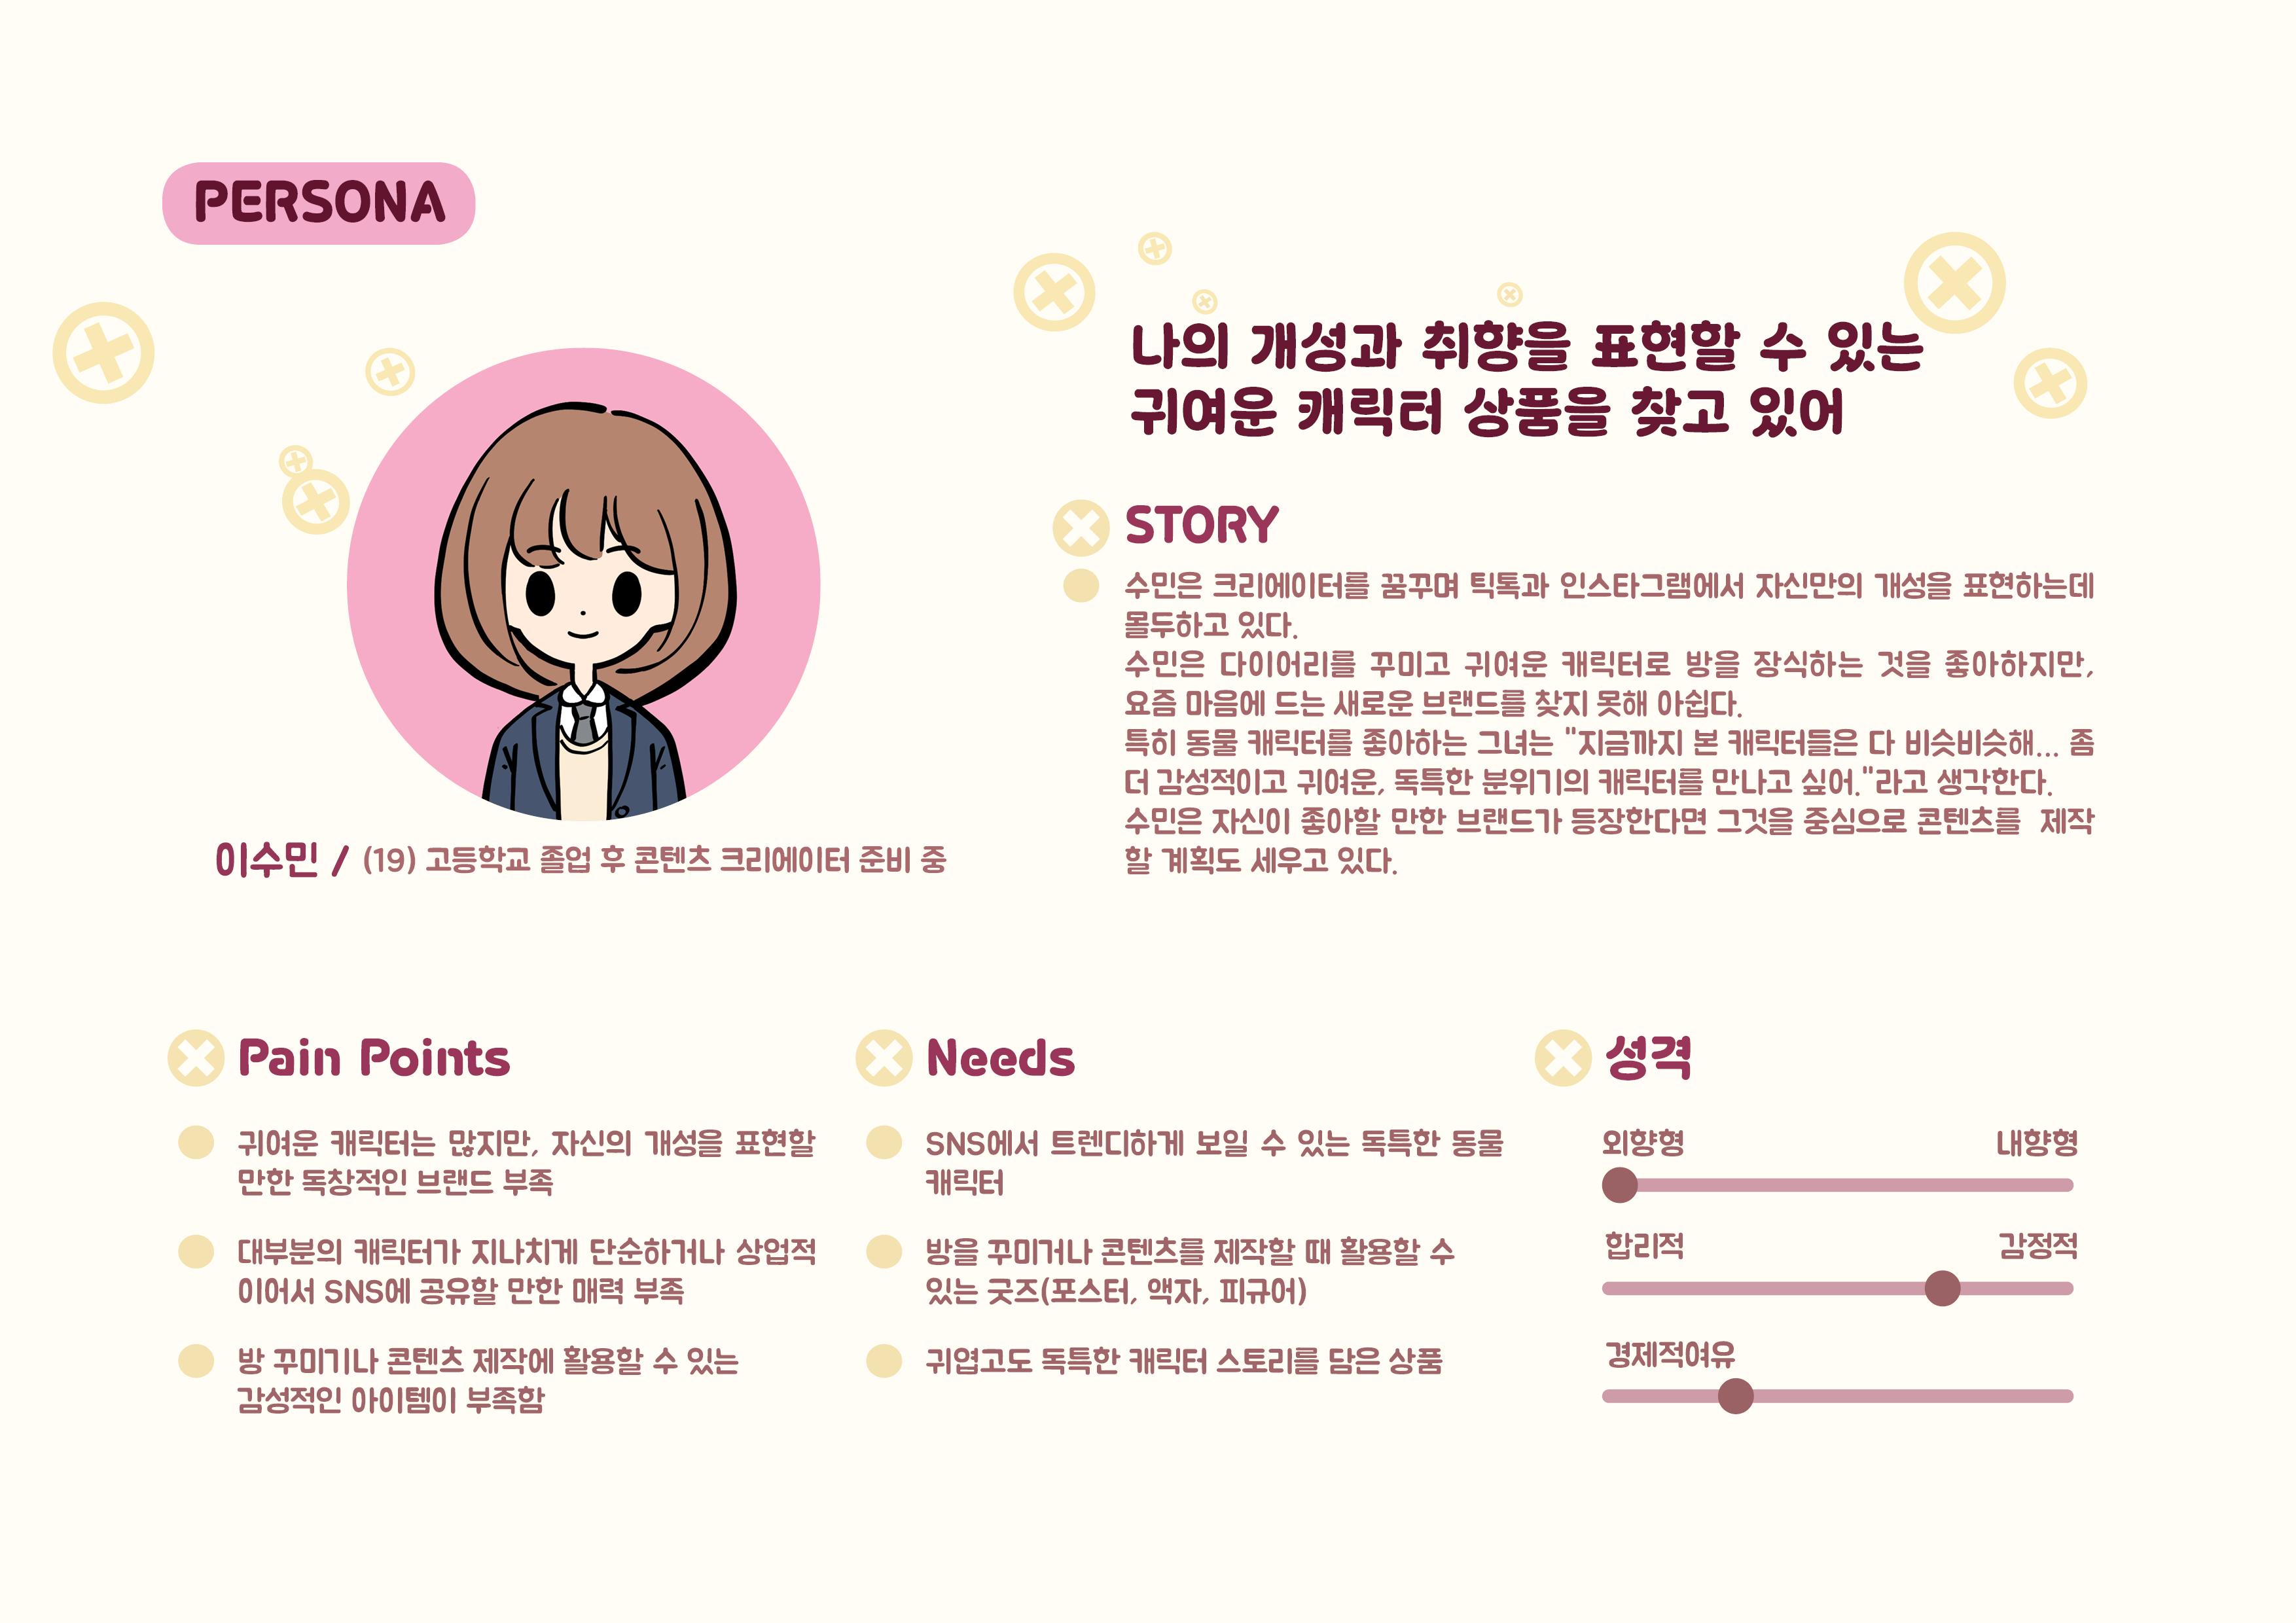 PERSONA
나의 개성과 취향을 표현할 수 있는
귀여운 캐릭터 상품을 찾고 있어
STORY
수민은 크리에이터를 꿈꾸며 틱톡과 인스타그램에서 자신만의 개성을 표현하는데
몰두하고 있다.
수민은 다이어리를 꾸미고 귀여운 캐릭터로 방을 장식하는 것을 좋아하지만,
요즘 마음에 드는 새로운 브랜드를 찾지 못해 아쉽다.
특히 동물 캐릭터를 좋아하는 그녀는 "지금까지 본 캐릭터들은 다 비슷비슷해... 좀
더 감성적이고 귀여운, 독특한 분위기의 캐릭터를 만나고 싶어."라고 생각한다.
수민은 자신이 좋아할 만한 브랜드가 등장한다면 그것을 중심으로 콘텐츠를 제작
할 계획도 세우고 있다.
이수민 / (19) 고등학교 졸업 후 콘텐츠 크리에이터 준비 중
Pain Points
귀여운 캐릭터는 많지만, 자신의 개성을 표현할
만한 독창적인 브랜드 부족
대부분의 캐릭터가 지나치게 단순하거나 상업적
이어서 SNS에 공유할 만한 매력 부족
방 꾸미기나 콘텐츠 제작에 활용할 수 있는
감성적인 아이템이 부족함
Needs
SNS에서 트렌디하게 보일 수 있는 독특한 동물
캐릭터
방을 꾸미거나 콘텐츠를 제작할 때 활용할 수
있는 굿즈(포스터, 액자, 피규어)
귀엽고도 독특한 캐릭터 스토리를 담은 상품
성격
외향형 내향형
합리적 감정적
경제적여유